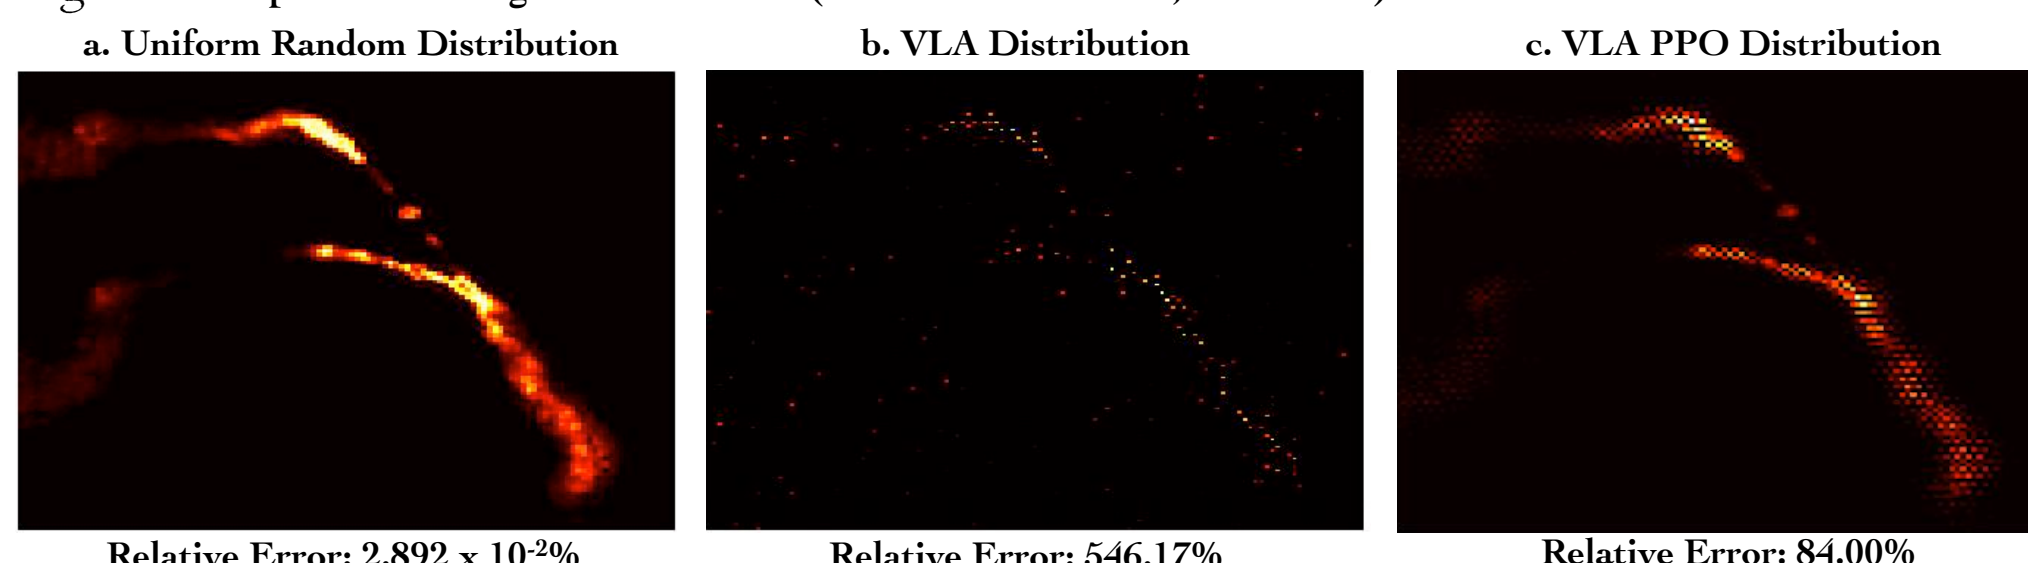 a. Uniform Random Distribution
b. VLA Distribution
c. VLA PPO Distribution
Relative Error: 2.892 x 10⁻²%
Relative Error: 546.17%
Relative Error: 84.00%